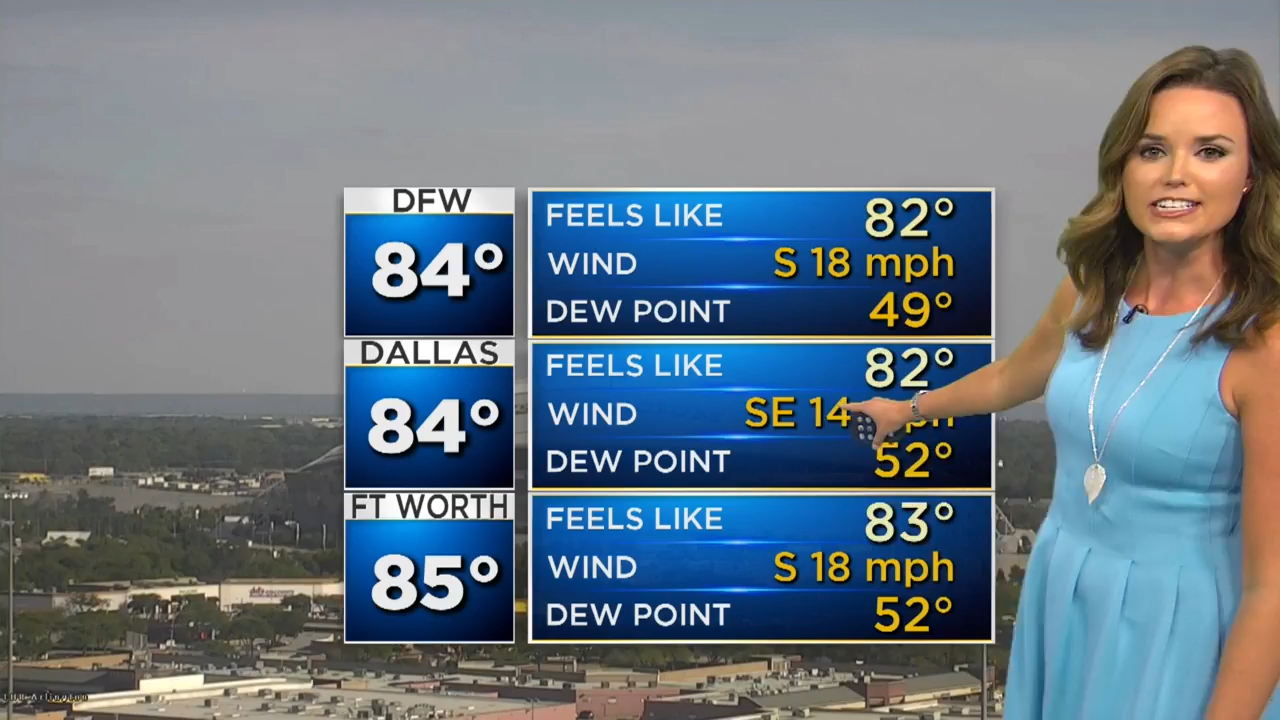 DFW
84°
FEELS LIKE 82°
WIND S 18 mph
DEW POINT 49°
DALLAS
84°
FEELS LIKE 82°
WIND SE 14 mph
DEW POINT 52°
FT WORTH
85°
FEELS LIKE 83°
WIND S 18 mph
DEW POINT 52°